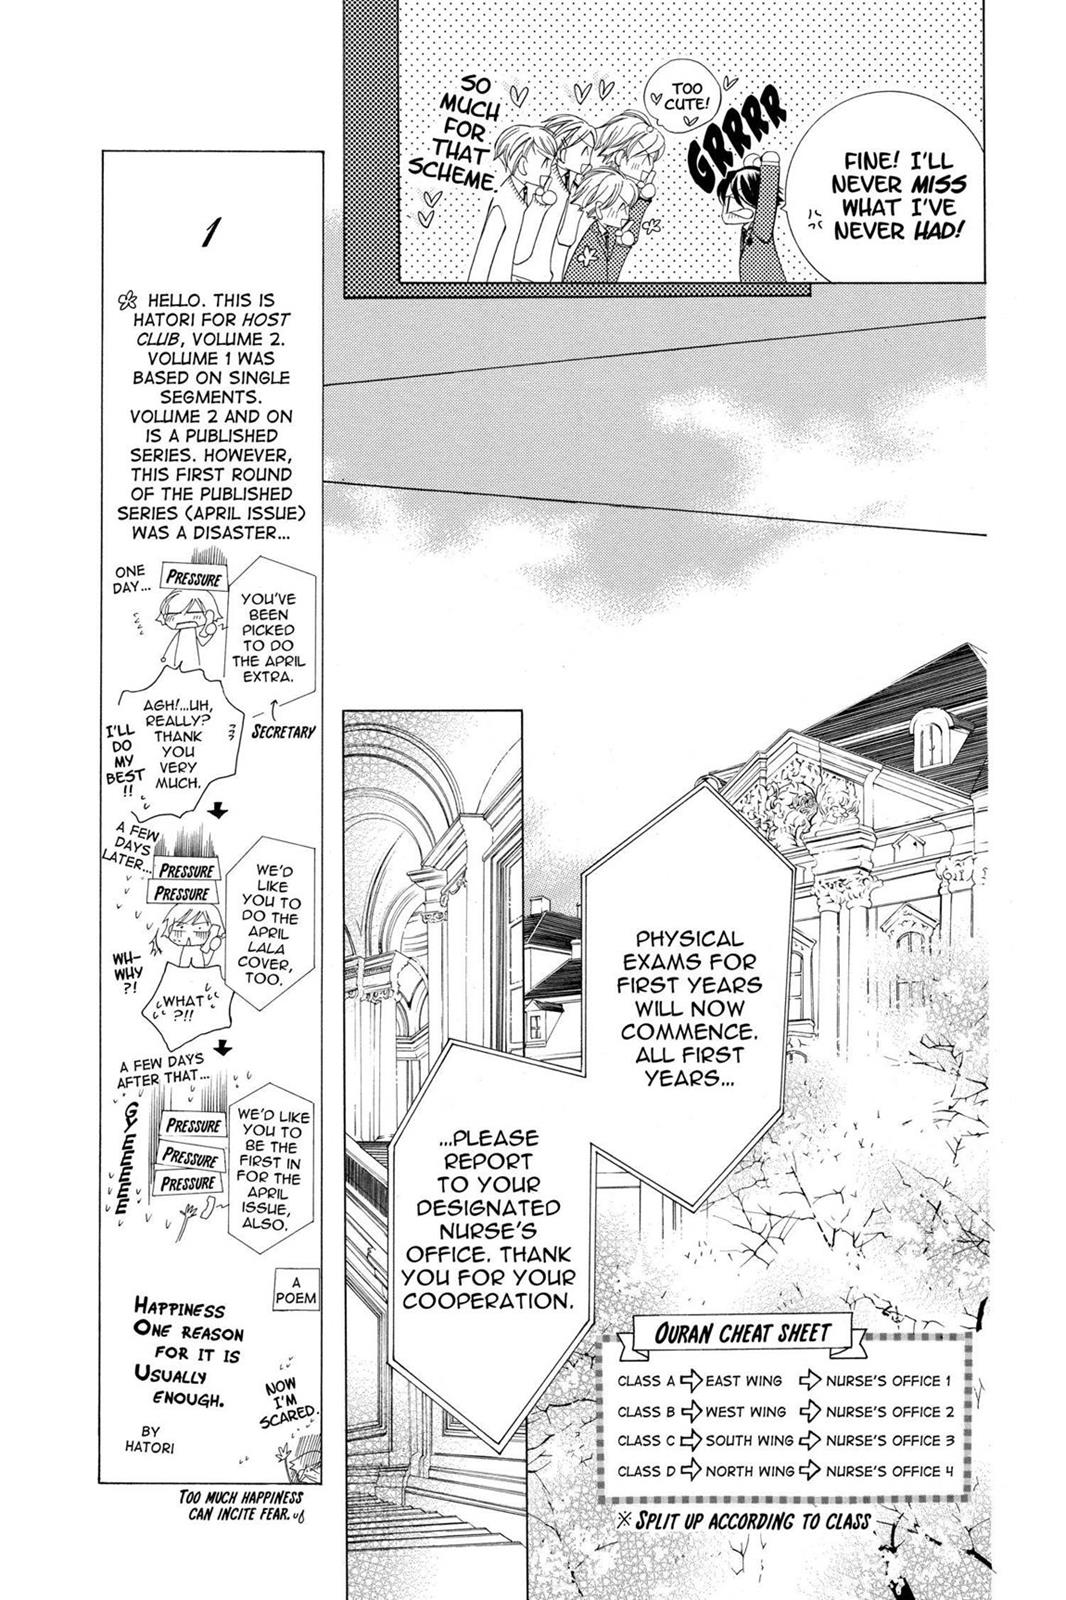 FINE! I'LL
NEVER MISS
WHAT I'VE
NEVER HAD!
GRRRR
TOO
CUTE!
SO
MUCH
FOR
THAT
SCHEME.
PHYSICAL
EXAMS FOR
FIRST YEARS
WILL NOW
COMMENCE.
ALL FIRST
YEARS...
...PLEASE
REPORT
TO YOUR
DESIGNATED
NURSE'S
OFFICE. THANK
YOU FOR YOUR
COOPERATION.
OURAN CHEAT SHEET
CLASS A EAST WING NURSE'S OFFICE 1
CLASS B WEST WING NURSE'S OFFICE 2
CLASS C SOUTH WING NURSE'S OFFICE 3
CLASS D NORTH WING NURSE'S OFFICE 4
※ SPLIT UP ACCORDING TO CLASS
1
HELLO. THIS IS
HATORI FOR HOST
CLUB, VOLUME 2.
VOLUME 1 WAS
BASED ON SINGLE
SEGMENTS.
VOLUME 2 AND ON
IS A PUBLISHED
SERIES. HOWEVER,
THIS FIRST ROUND
OF THE PUBLISHED
SERIES (APRIL ISSUE)
WAS A DISASTER...
ONE
DAY...
PRESSURE
YOU'VE
BEEN
PICKED
TO DO
THE APRIL
EXTRA.
SECRETARY
AGH!...UH,
REALLY?
THANK
YOU
VERY
MUCH.
I'LL
DO
MY
BEST
!!
A FEW
DAYS
LATER...
PRESSURE
PRESSURE
WE'D
LIKE
YOU TO
DO THE
APRIL
LALA
COVER,
TOO.
WH-
WHY
?!
WHAT
?!!
A FEW DAYS
AFTER THAT...
GYEEEEEE
PRESSURE
PRESSURE
PRESSURE
WE'D LIKE
YOU TO
BE THE
FIRST IN
FOR THE
APRIL
ISSUE,
ALSO.
A
POEM
HAPPINESS
ONE REASON
FOR IT IS
USUALLY
ENOUGH.
BY
HATORI
NOW
I'M
SCARED.
TOO MUCH HAPPINESS
CAN INCITE FEAR.